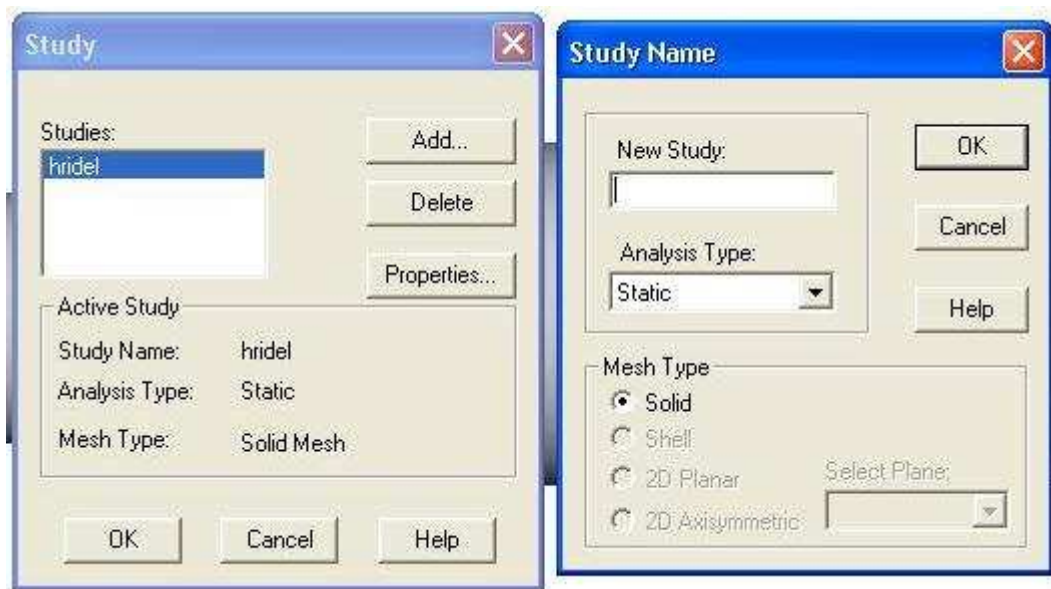 Study
Studies:
hridel
Add...
Delete
Properties...
Active Study
Study Name: hridel
Analysis Type: Static
Mesh Type: Solid Mesh
OK Cancel Help
Study Name
New Study:
OK
Cancel
Analysis Type:
Static
Help
Mesh Type
Solid
Shell
2D Planar
Select Plane:
2D Axisymmetric